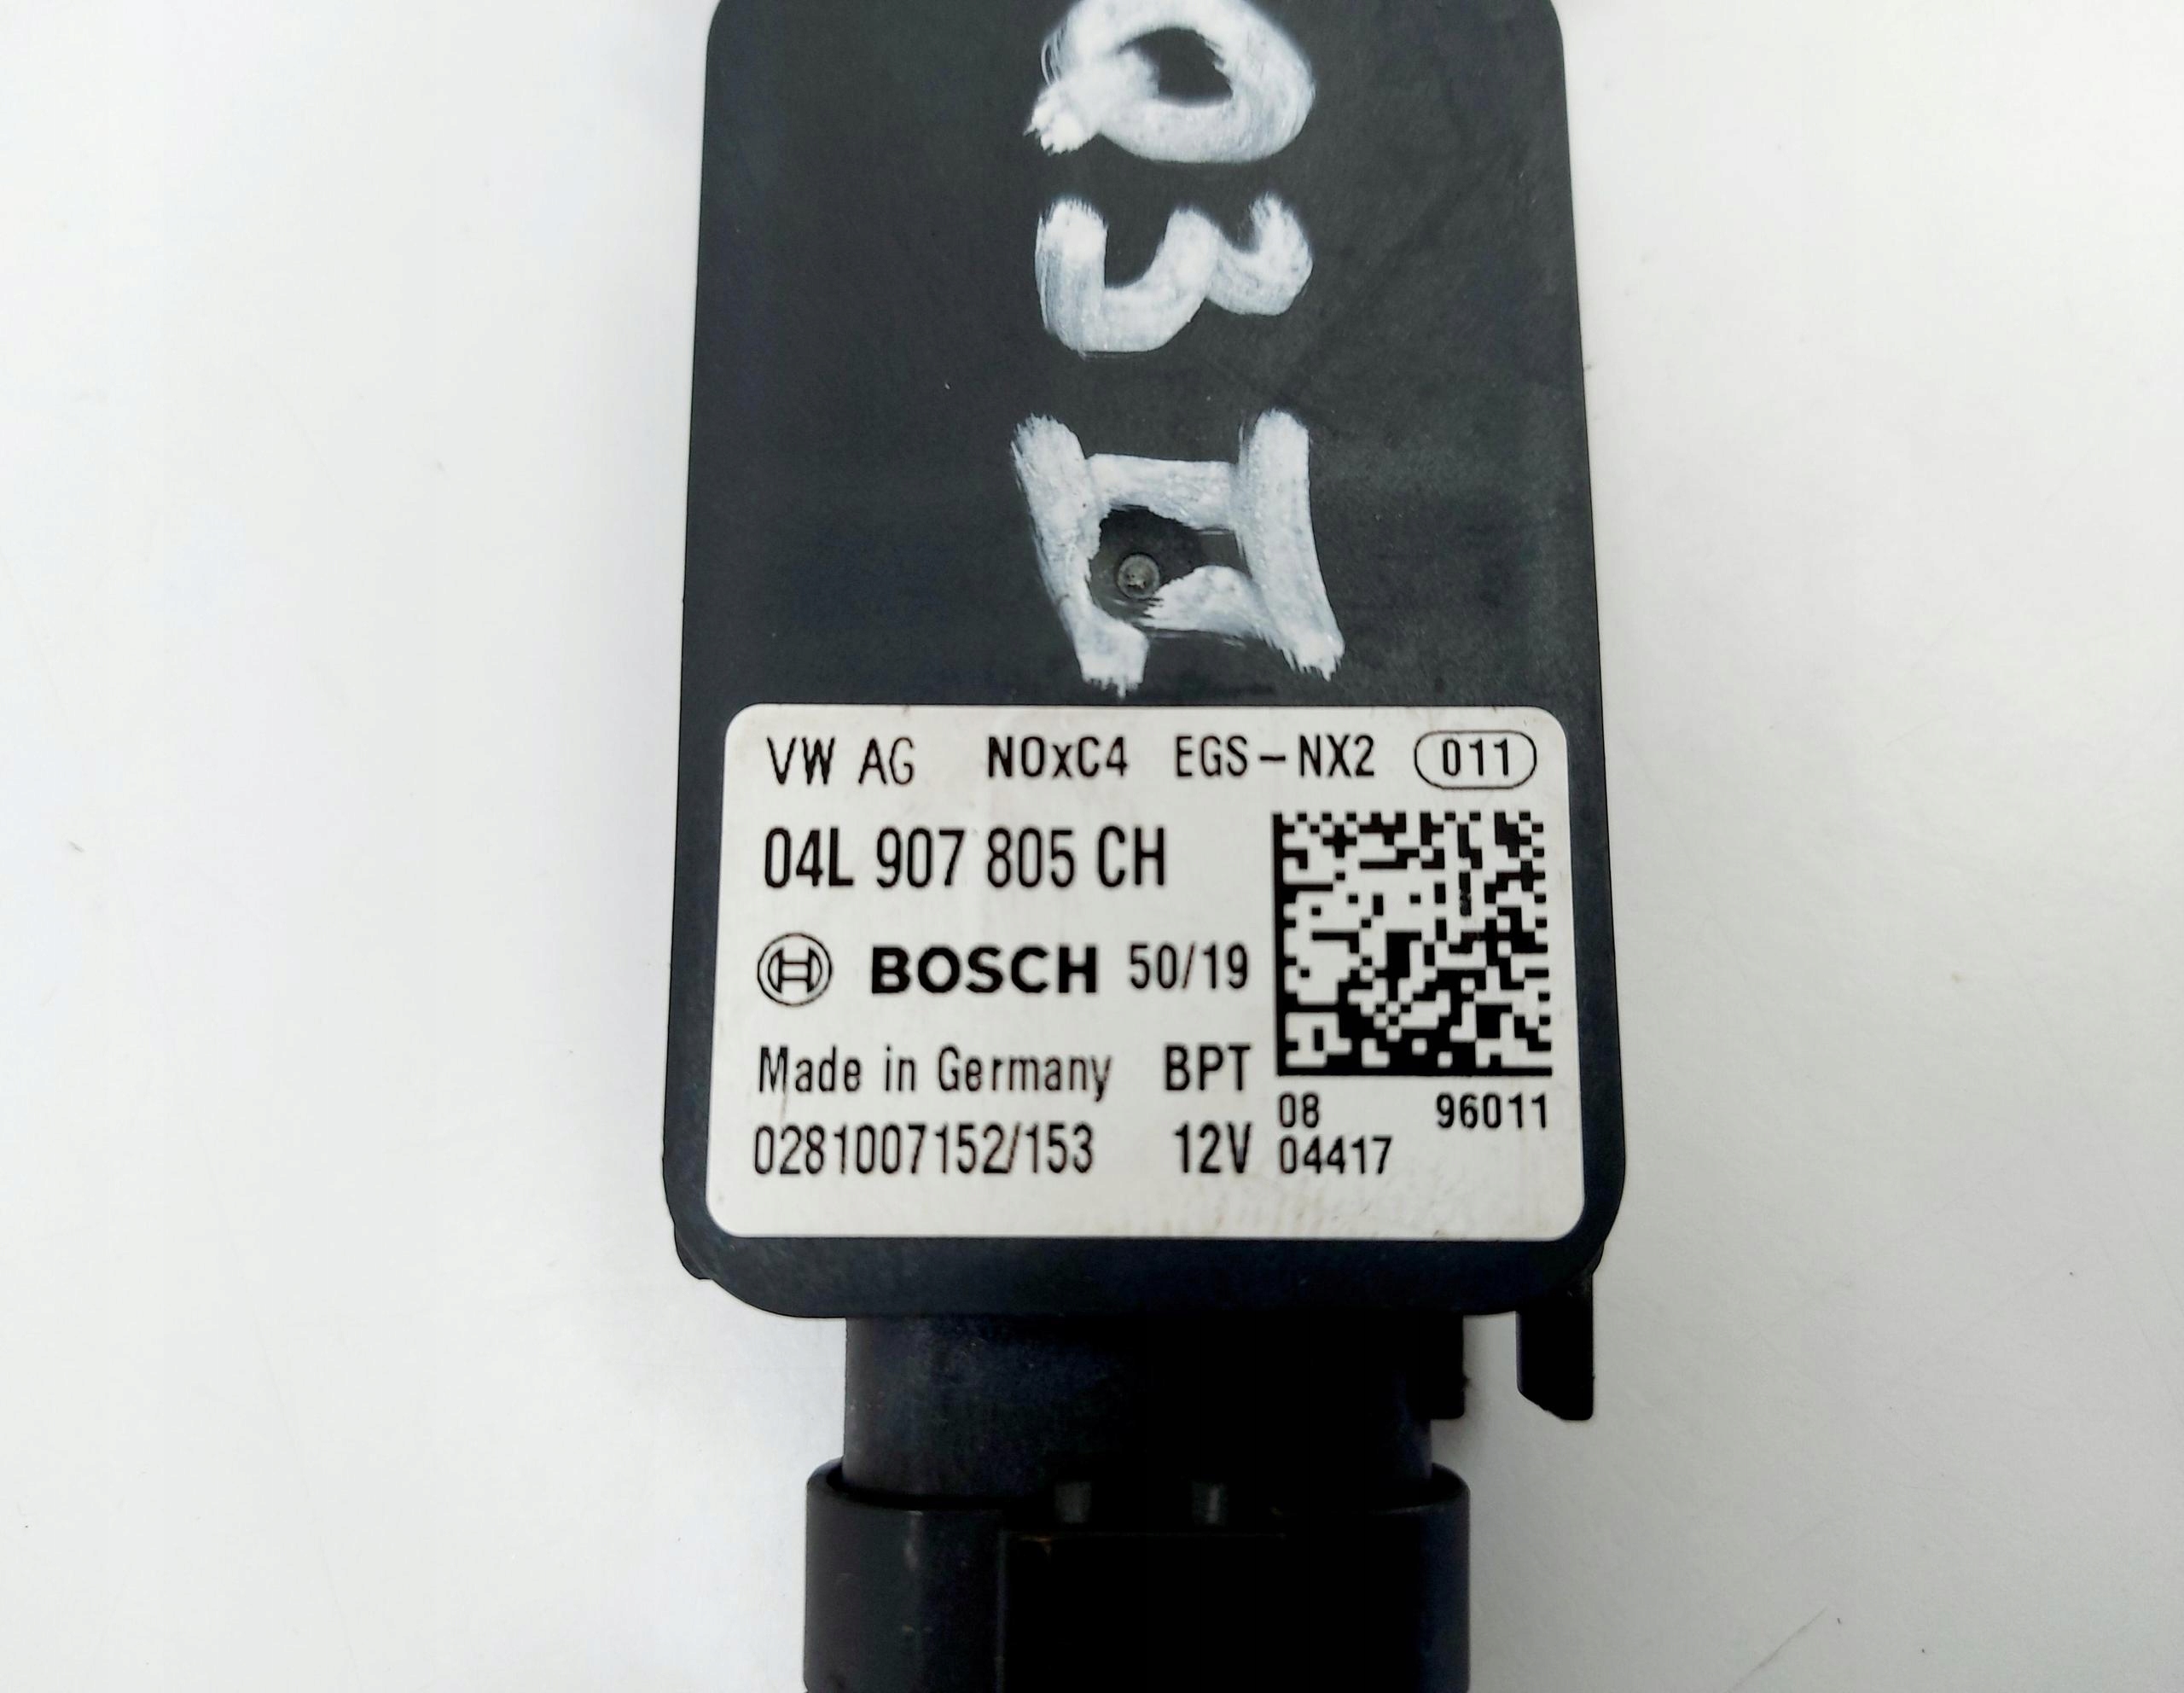 VW AG NOxC4 EGS-NX2 011
04L 907 805 CH
BOSCH 50/19
Made in Germany BPT
0281007152/153 12V
08 96011
04417